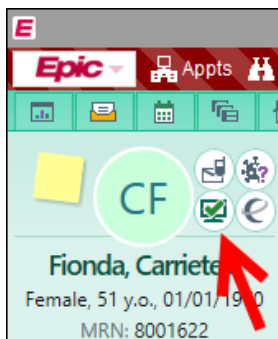 E
Epic Appts
CF
Fionda, Carriete
Female, 51 y.o., 01/01/19
MRN: 8001622